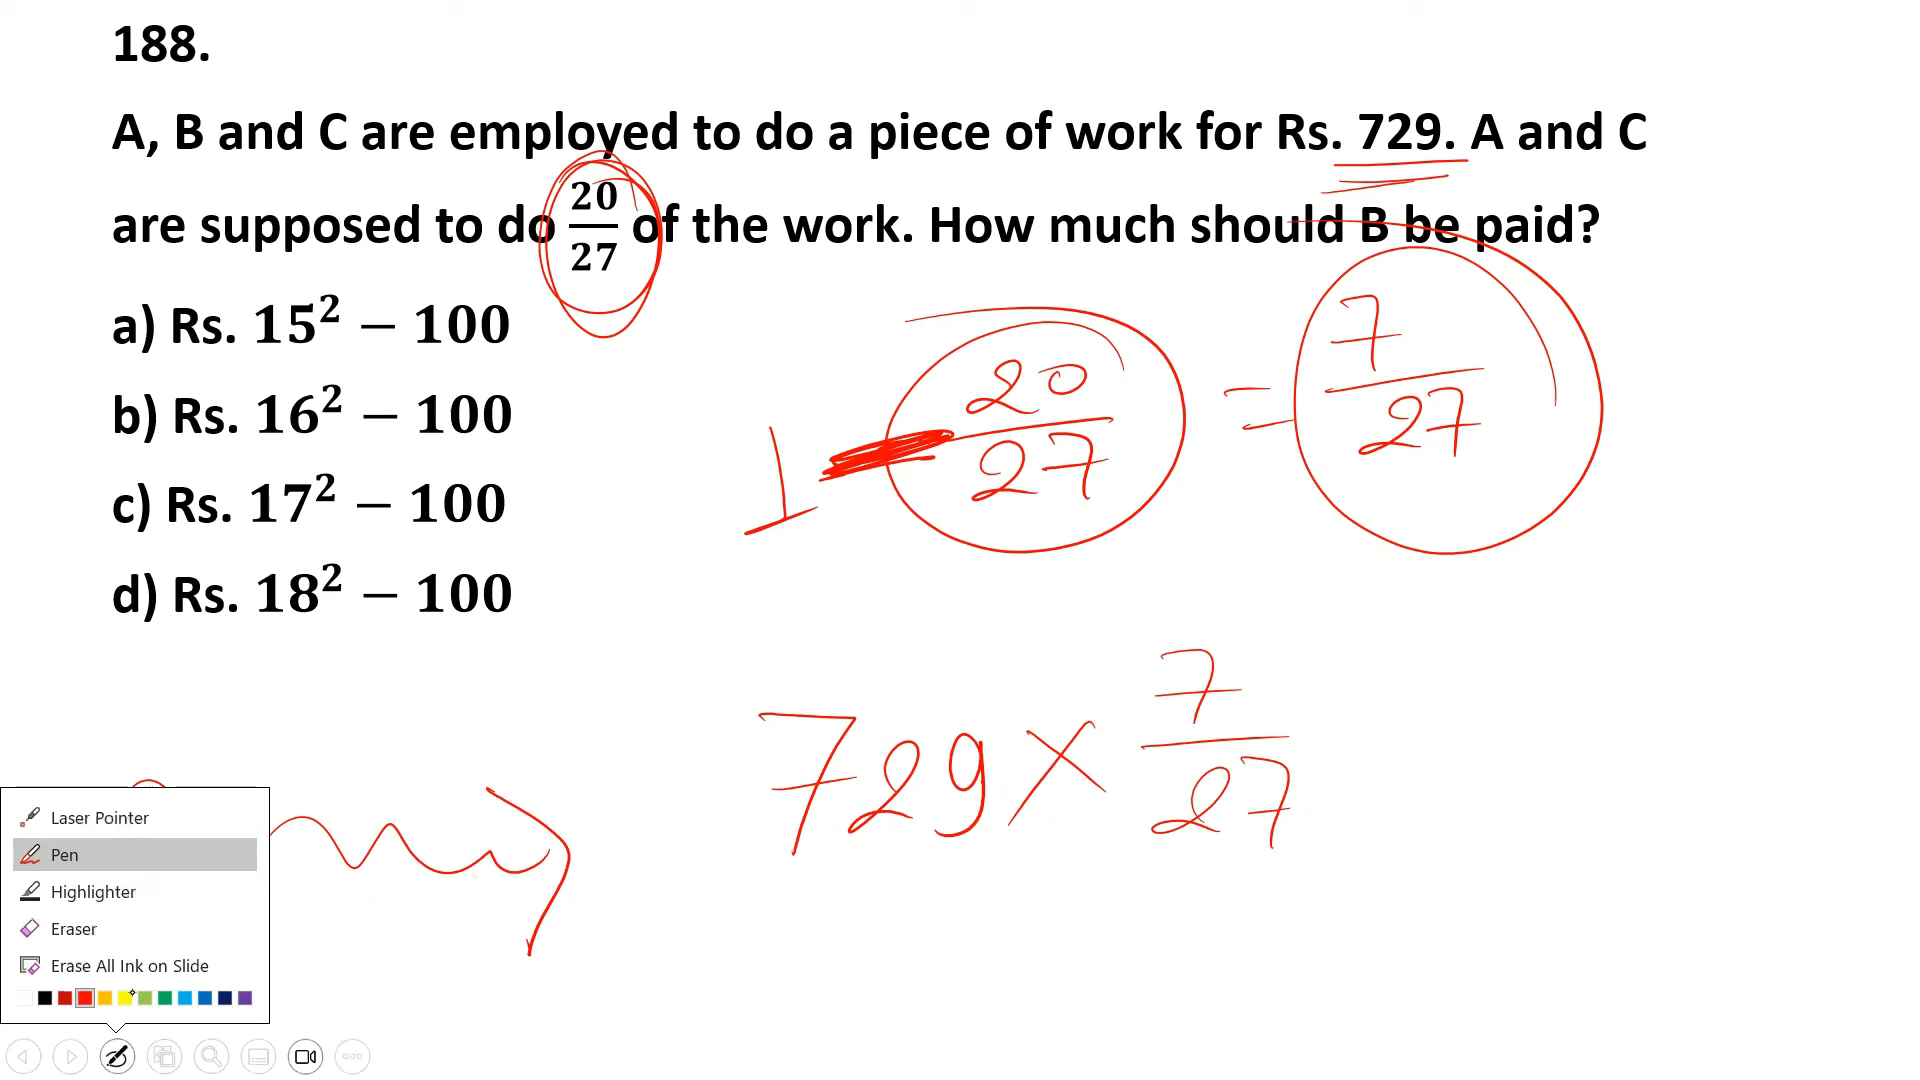 188.
A, B and C are employed to do a piece of work for Rs. 729. A and C
are supposed to do 20/27 of the work. How much should B be paid?
a) Rs. 15² − 100
b) Rs. 16² − 100
c) Rs. 17² − 100
d) Rs. 18² − 100
1 − 20/27 = 7/27
729 × 7/27
Laser Pointer
Pen
Highlighter
Eraser
Erase All Ink on Slide